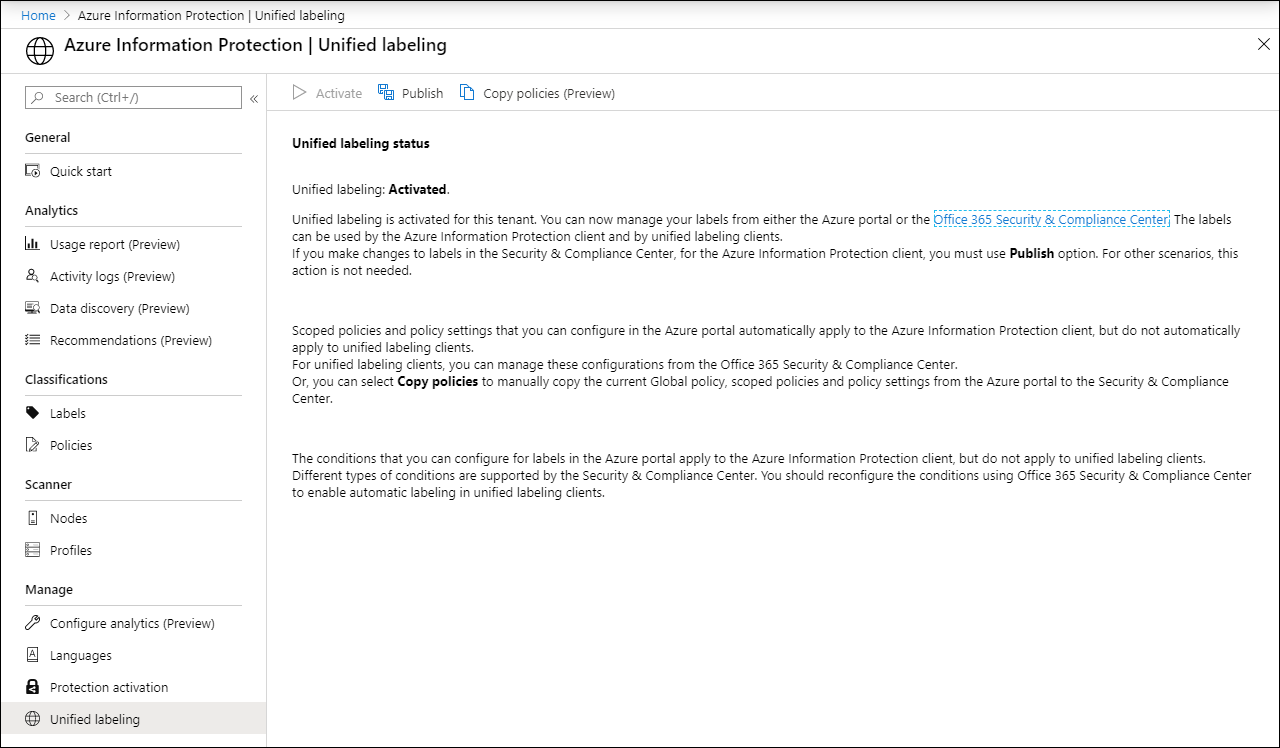 Home > Azure Information Protection | Unified labeling
Azure Information Protection | Unified labeling
Search (Ctrl+/)
«
General
Quick start
Analytics
Usage report (Preview)
Activity logs (Preview)
Data discovery (Preview)
Recommendations (Preview)
Classifications
Labels
Policies
Scanner
Nodes
Profiles
Manage
Configure analytics (Preview)
Languages
Protection activation
Unified labeling
Activate Publish Copy policies (Preview)
Unified labeling status
Unified labeling: Activated.
Unified labeling is activated for this tenant. You can now manage your labels from either the Azure portal or the Office 365 Security & Compliance Center. The labels
can be used by the Azure Information Protection client and by unified labeling clients.
If you make changes to labels in the Security & Compliance Center, for the Azure Information Protection client, you must use Publish option. For other scenarios, this
action is not needed.
Scoped policies and policy settings that you can configure in the Azure portal automatically apply to the Azure Information Protection client, but do not automatically
apply to unified labeling clients.
For unified labeling clients, you can manage these configurations from the Office 365 Security & Compliance Center.
Or, you can select Copy policies to manually copy the current Global policy, scoped policies and policy settings from the Azure portal to the Security & Compliance
Center.
The conditions that you can configure for labels in the Azure portal apply to the Azure Information Protection client, but do not apply to unified labeling clients.
Different types of conditions are supported by the Security & Compliance Center. You should reconfigure the conditions using Office 365 Security & Compliance Center
to enable automatic labeling in unified labeling clients.